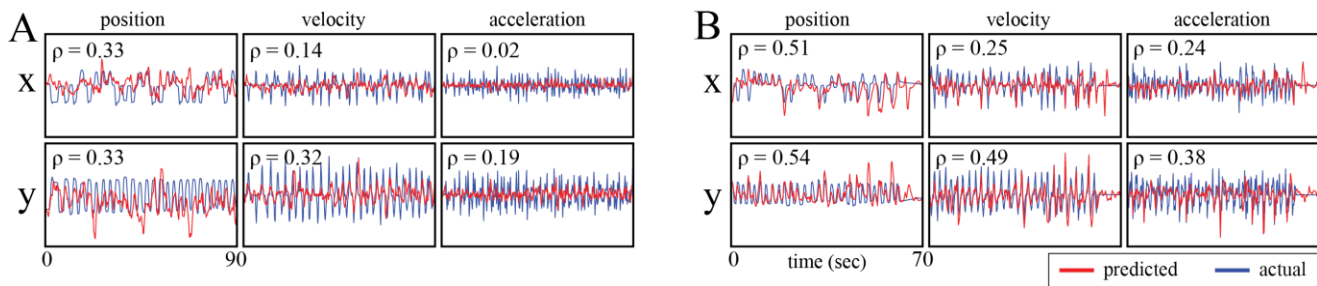 A
position velocity acceleration
x
ρ = 0.33
ρ = 0.14
ρ = 0.02
y
ρ = 0.33
ρ = 0.32
ρ = 0.19
0 90
B
position velocity acceleration
x
ρ = 0.51
ρ = 0.25
ρ = 0.24
y
ρ = 0.54
ρ = 0.49
ρ = 0.38
0 time (sec) 70
predicted actual